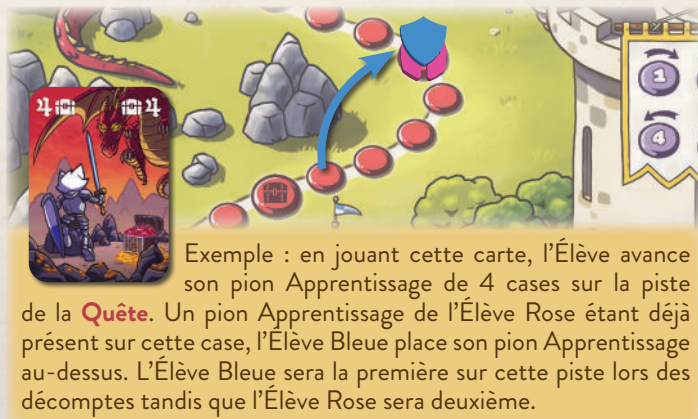 4 4
1
4
Exemple : en jouant cette carte, l’Élève avance
son pion Apprentissage de 4 cases sur la piste
de la Quête. Un pion Apprentissage de l’Élève Rose étant déjà
présent sur cette case, l’Élève Bleue place son pion Apprentissage
au-dessus. L’Élève Bleue sera la première sur cette piste lors des
décomptes tandis que l’Élève Rose sera deuxième.